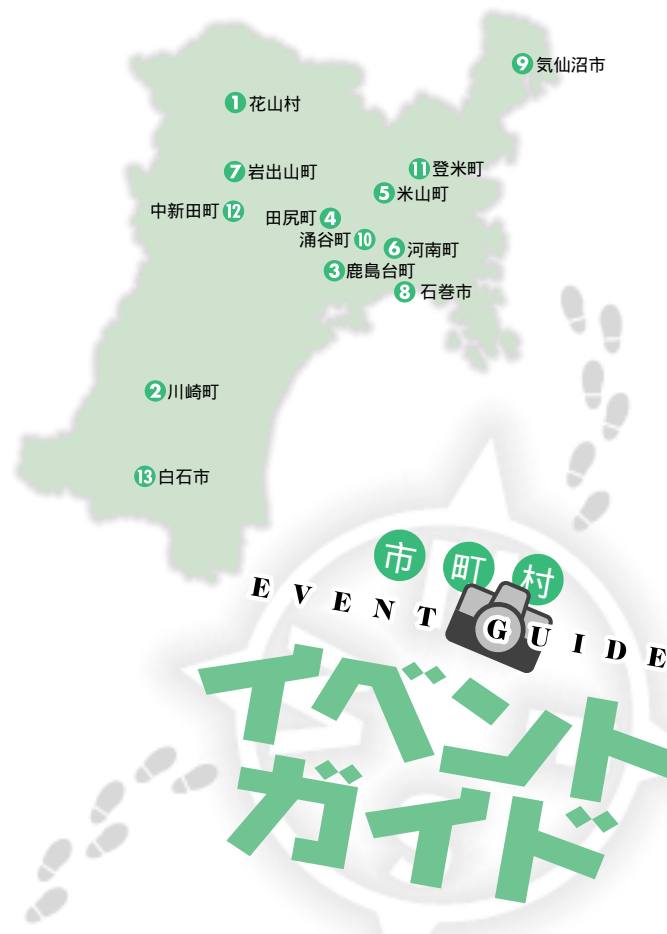 9 気仙沼市
1 花山村
11 登米町
7 岩出山町
5 米山町
中新田町 12
田尻町 4
涌谷町 10
6 河南町
3 鹿島台町
8 石巻市
2 川崎町
13 白石市
市町村
EVENT GUIDE
イベント
ガイド